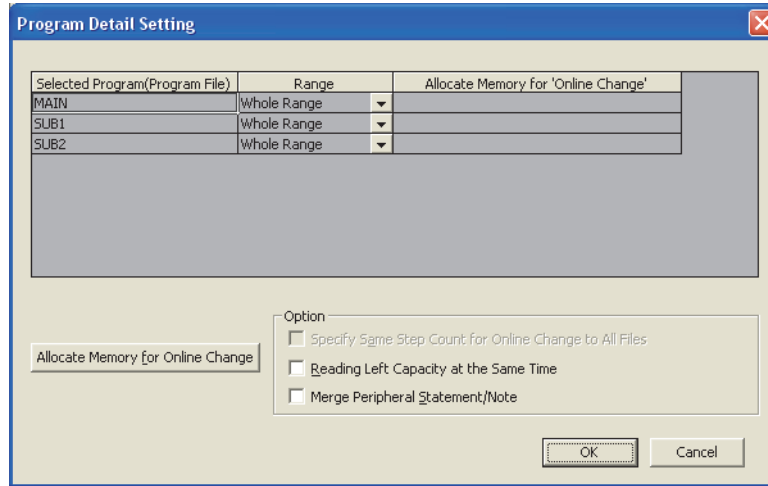 Program Detail Setting
Selected Program(Program File) Range Allocate Memory for 'Online Change'
MAIN Whole Range
SUB1 Whole Range
SUB2 Whole Range
Option
Specify Same Step Count for Online Change to All Files
Allocate Memory for Online Change
Reading Left Capacity at the Same Time
Merge Peripheral Statement/Note
OK Cancel